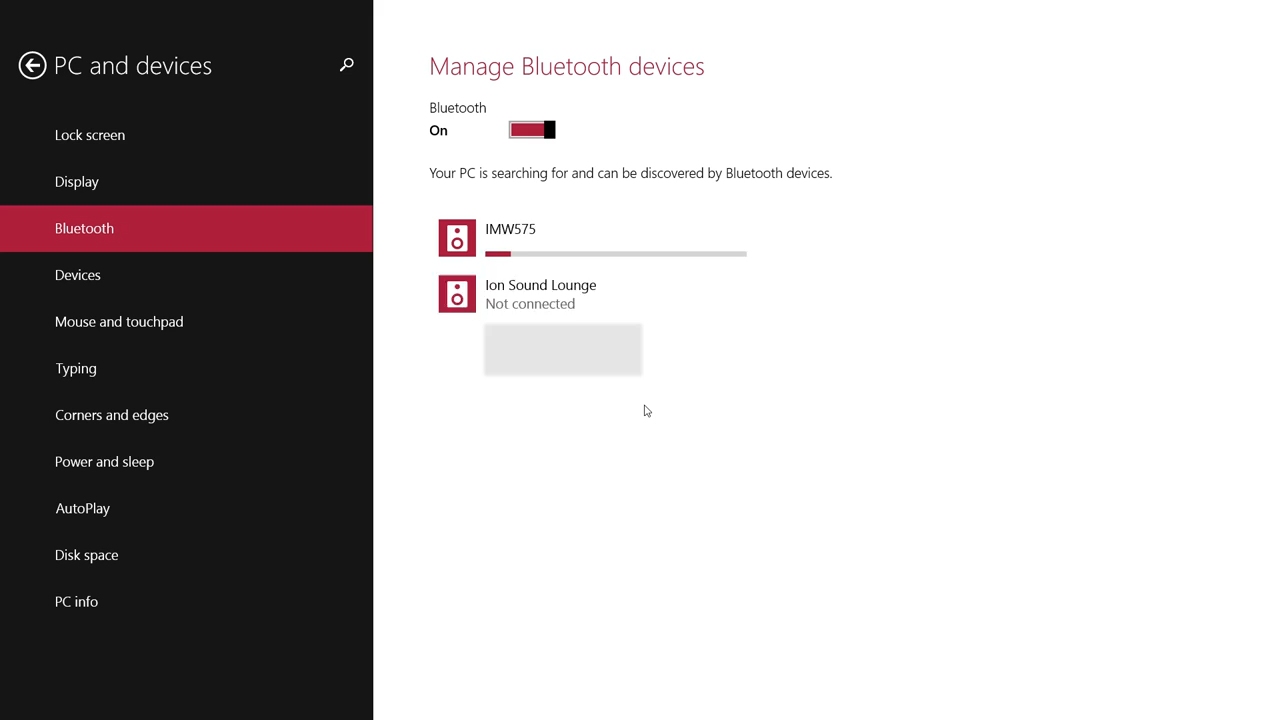 PC and devices
Lock screen
Display
Bluetooth
Devices
Mouse and touchpad
Typing
Corners and edges
Power and sleep
AutoPlay
Disk space
PC info
Manage Bluetooth devices
Bluetooth
On
Your PC is searching for and can be discovered by Bluetooth devices.
IMW575
Ion Sound Lounge
Not connected